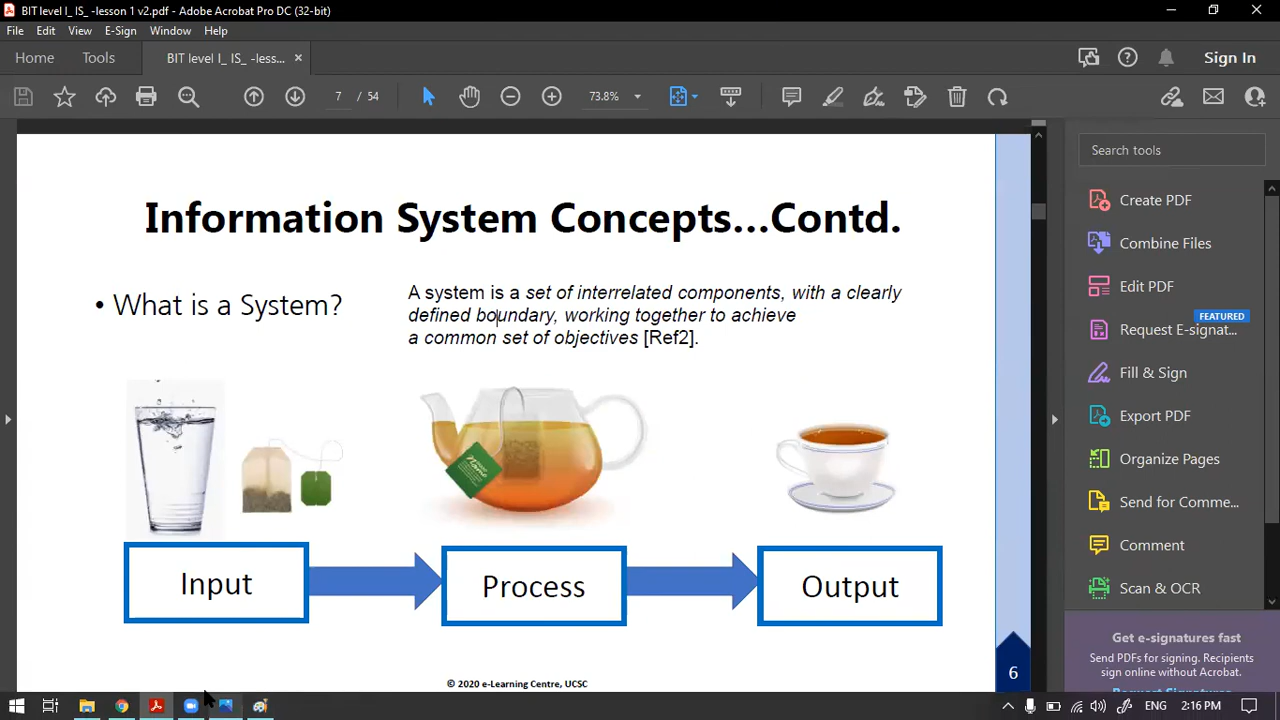 BIT level I_ IS_ -lesson 1 v2.pdf - Adobe Acrobat Pro DC (32-bit)
File Edit View E-Sign Window Help
Home Tools BIT level I_ IS_ -less... × Sign In
7 / 54 73.8%
Search tools
Information System Concepts...Contd.
• What is a System?
A system is a set of interrelated components, with a clearly
defined boundary, working together to achieve
a common set of objectives [Ref2].
Input
Process
Output
© 2020 e-Learning Centre, UCSC
6
Create PDF
Combine Files
Edit PDF
FEATURED
Request E-signat...
Fill & Sign
Export PDF
Organize Pages
Send for Comme...
Comment
Scan & OCR
Get e-signatures fast
Send PDFs for signing. Recipients
sign online without Acrobat.
ENG 2:16 PM